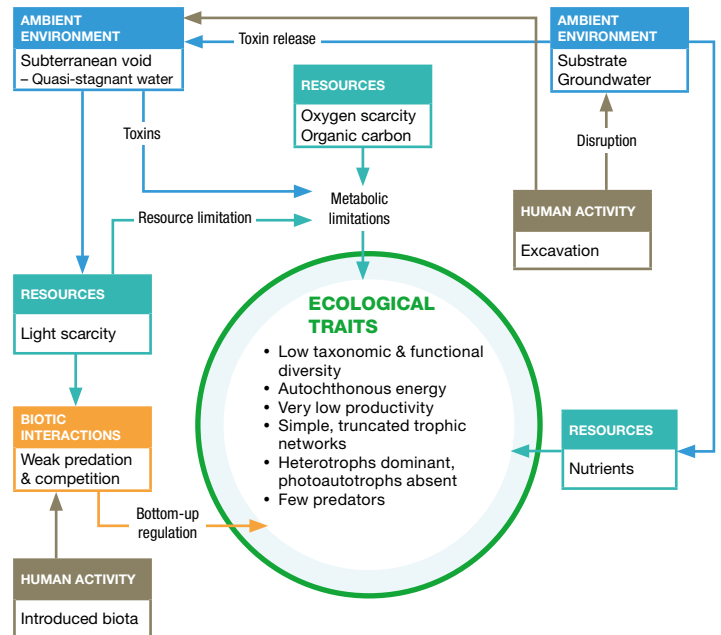 AMBIENT
ENVIRONMENT
Subterranean void
– Quasi-stagnant water
Toxin release
AMBIENT
ENVIRONMENT
Substrate
Groundwater
RESOURCES
Oxygen scarcity
Organic carbon
Toxins
Disruption
Metabolic
limitations
Resource limitation
HUMAN ACTIVITY
Excavation
RESOURCES
Light scarcity
ECOLOGICAL
TRAITS
• Low taxonomic & functional
diversity
• Autochthonous energy
• Very low productivity
• Simple, truncated trophic
networks
• Heterotrophs dominant,
photoautotrophs absent
• Few predators
BIOTIC
INTERACTIONS
Weak predation
& competition
RESOURCES
Nutrients
Bottom-up
regulation
HUMAN ACTIVITY
Introduced biota